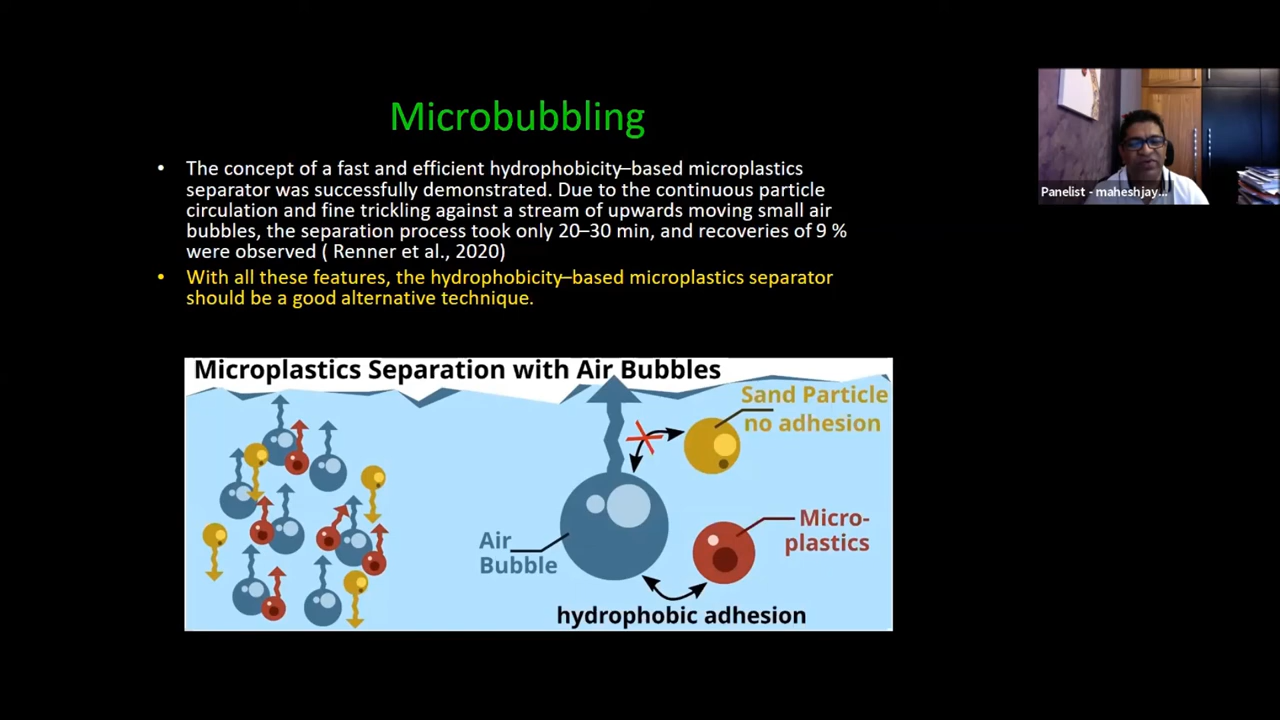 Microbubbling
• The concept of a fast and efficient hydrophobicity–based microplastics
separator was successfully demonstrated. Due to the continuous particle
circulation and fine trickling against a stream of upwards moving small air
bubbles, the separation process took only 20–30 min, and recoveries of 9 %
were observed ( Renner et al., 2020)
• With all these features, the hydrophobicity–based microplastics separator
should be a good alternative technique.
Panelist - maheshjay...
Microplastics Separation with Air Bubbles
Sand Particle
no adhesion
Micro-
plastics
Air
Bubble
hydrophobic adhesion